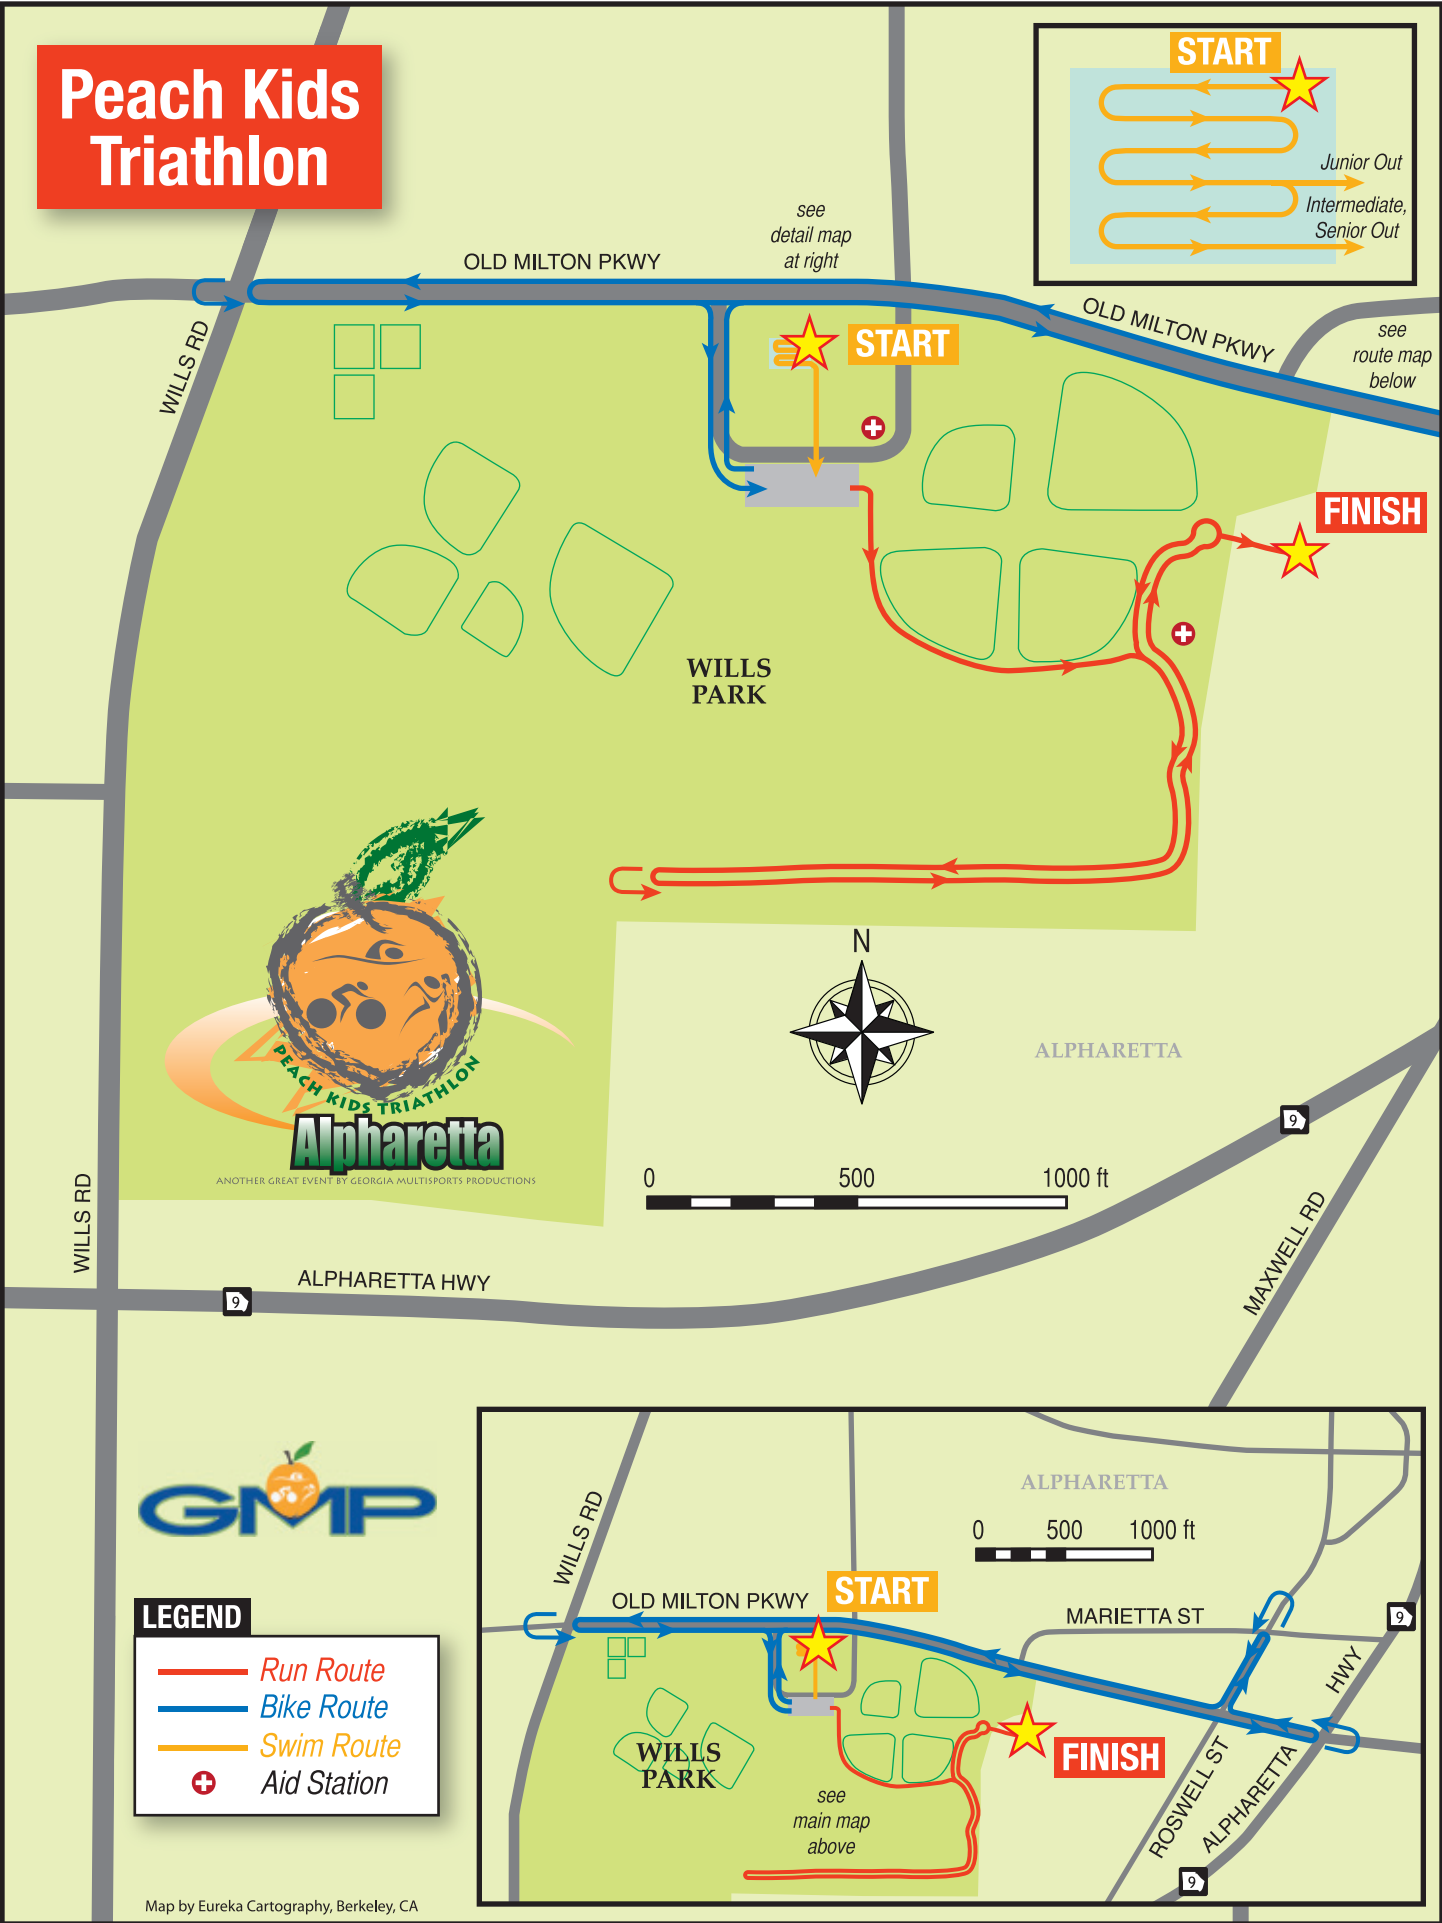 Peach Kids
Triathlon
START
Junior Out
Intermediate,
Senior Out
see
detail map
at right
OLD MILTON PKWY
OLD MILTON PKWY
see
route map
below
WILLS RD
START
FINISH
WILLS
PARK
N
ALPHARETTA
PEACH KIDS TRIATHLON
Alpharetta
ANOTHER GREAT EVENT BY GEORGIA MULTISPORTS PRODUCTIONS
0 500 1000 ft
9
WILLS RD
MAXWELL RD
ALPHARETTA HWY
9
GMP
ALPHARETTA
0 500 1000 ft
WILLS RD
OLD MILTON PKWY
START
MARIETTA ST
9
HWY
FINISH
WILLS
PARK
see
main map
above
ROSWELL ST
ALPHARETTA
9
LEGEND
Run Route
Bike Route
Swim Route
Aid Station
Map by Eureka Cartography, Berkeley, CA